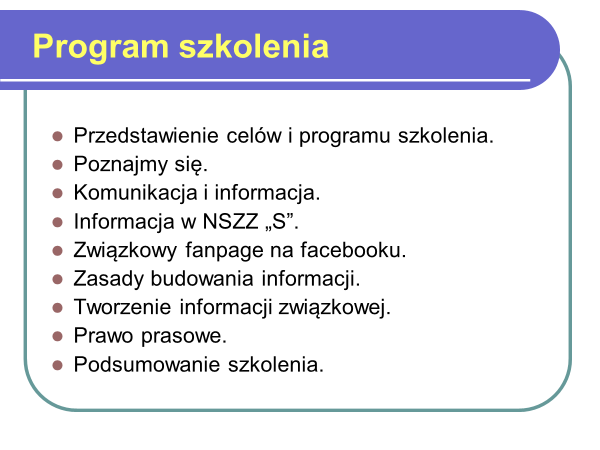 Program szkolenia
Przedstawienie celów i programu szkolenia.
Poznajmy się.
Komunikacja i informacja.
Informacja w NSZZ „S”.
Związkowy fanpage na facebooku.
Zasady budowania informacji.
Tworzenie informacji związkowej.
Prawo prasowe.
Podsumowanie szkolenia.